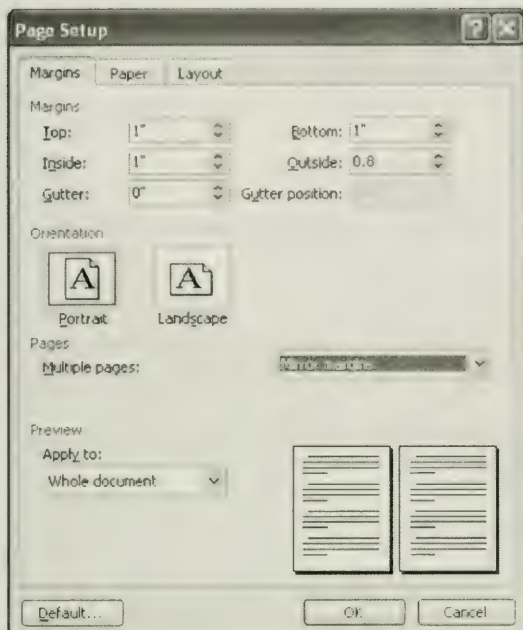 Page Setup
Margins Paper Layout
Margins
Top: 1" Bottom: 1"
Inside: 1" Outside: 0.8
Gutter: 0" Gutter position:
Orientation
A A
Portrait Landscape
Pages
Multiple pages:
Preview
Apply to:
Whole document
Default... OK Cancel